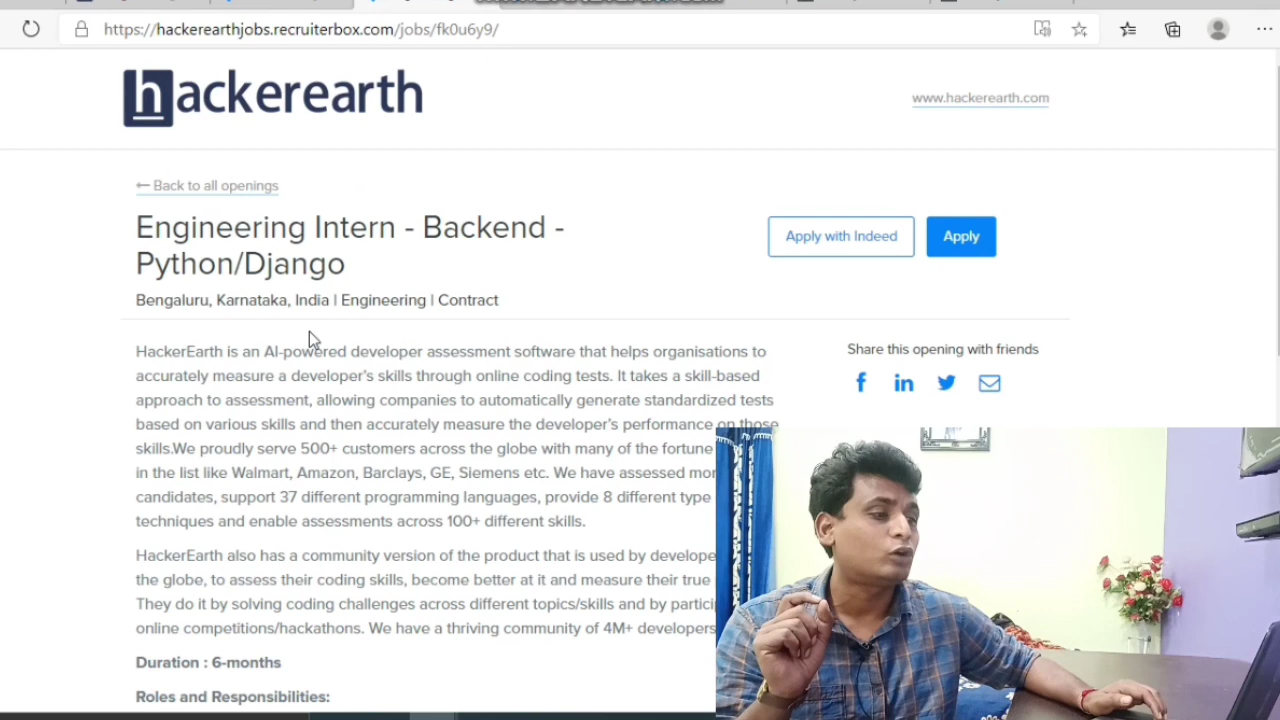 https://hackerearthjobs.recruiterbox.com/jobs/fk0u6y9/
hackerearth
www.hackerearth.com
← Back to all openings
Engineering Intern - Backend -
Python/Django
Apply with Indeed
Apply
Bengaluru, Karnataka, India | Engineering | Contract
HackerEarth is an AI-powered developer assessment software that helps organisations to
accurately measure a developer's skills through online coding tests. It takes a skill-based
approach to assessment, allowing companies to automatically generate standardized tests
based on various skills and then accurately measure the developer's performance on those
skills.We proudly serve 500+ customers across the globe with many of the fortune
in the list like Walmart, Amazon, Barclays, GE, Siemens etc. We have assessed
candidates, support 37 different programming languages, provide 8 different type
techniques and enable assessments across 100+ different skills.
Share this opening with friends
HackerEarth also has a community version of the product that is used by
the globe, to assess their coding skills, become better at it and measure their true
They do it by solving coding challenges across different topics/skills and by
online competitions/hackathons. We have a thriving community of 4M+ developers
Duration : 6-months
Roles and Responsibilities: